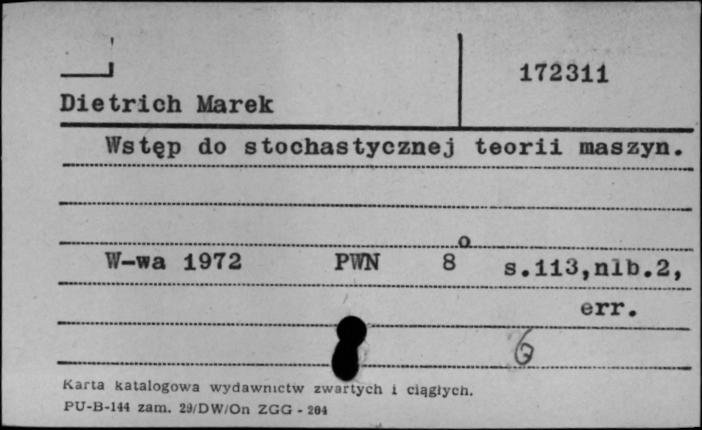 172311
Dietrich Marek
Wstęp do stochastycznej teorii maszyn.
W-wa 1972 PWN 8° s.113,nlb.2,
err.
6
Karta katalogowa wydawnictw zwartych i ciągłych.
PU-B-144 zam. 29/DW/On ZGG - 204